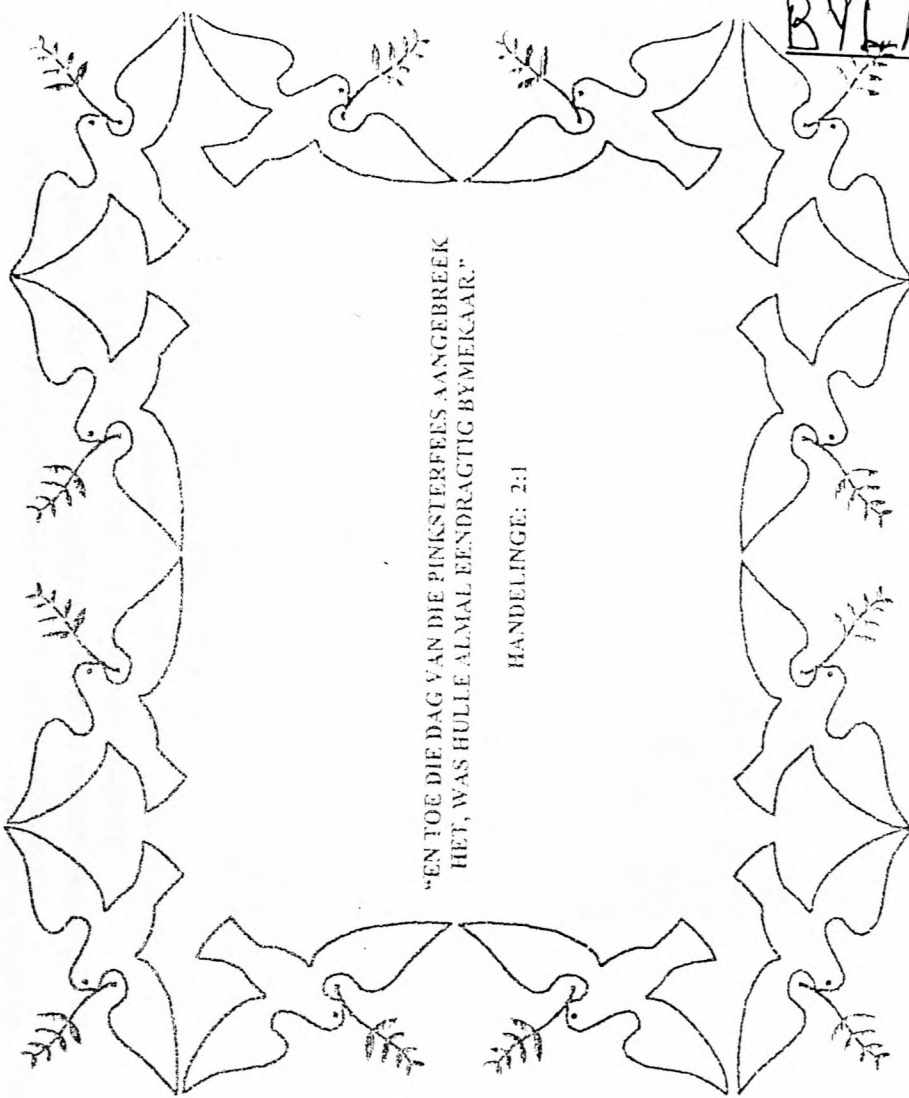 "EN TOE DIE DAG VAN DIE PINKSTERFEES AANGEBREEK
HET, WAS HULLE ALMAL EENDRAGTIG BYMEKAAR."
HANDELINGE: 2:1